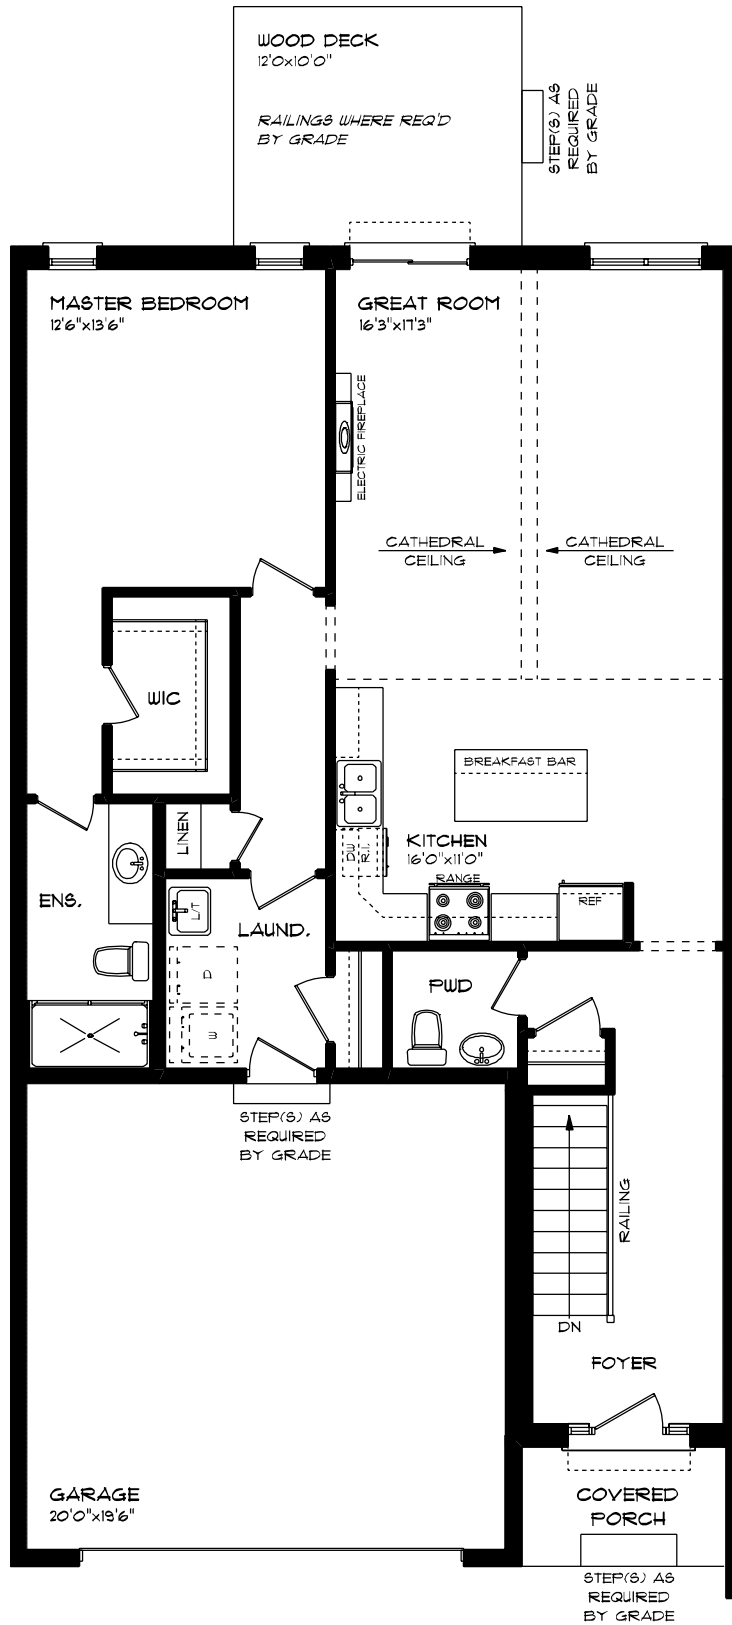 WOOD DECK
12'0x10'0"
RAILINGS WHERE REQ'D
BY GRADE
STEP(S) AS
REQUIRED
BY GRADE
MASTER BEDROOM
12'6"x13'6"
GREAT ROOM
16'3"x17'3"
ELECTRIC FIREPLACE
CATHEDRAL
CEILING
CATHEDRAL
CEILING
WIC
BREAKFAST BAR
LINEN
DW
R.I.
KITCHEN
16'0"x11'0"
RANGE
REF
ENS.
L/T
LAUND.
D
W
PWD
STEP(S) AS
REQUIRED
BY GRADE
RAILING
DN
FOYER
GARAGE
20'0"x19'6"
COVERED
PORCH
STEP(S) AS
REQUIRED
BY GRADE